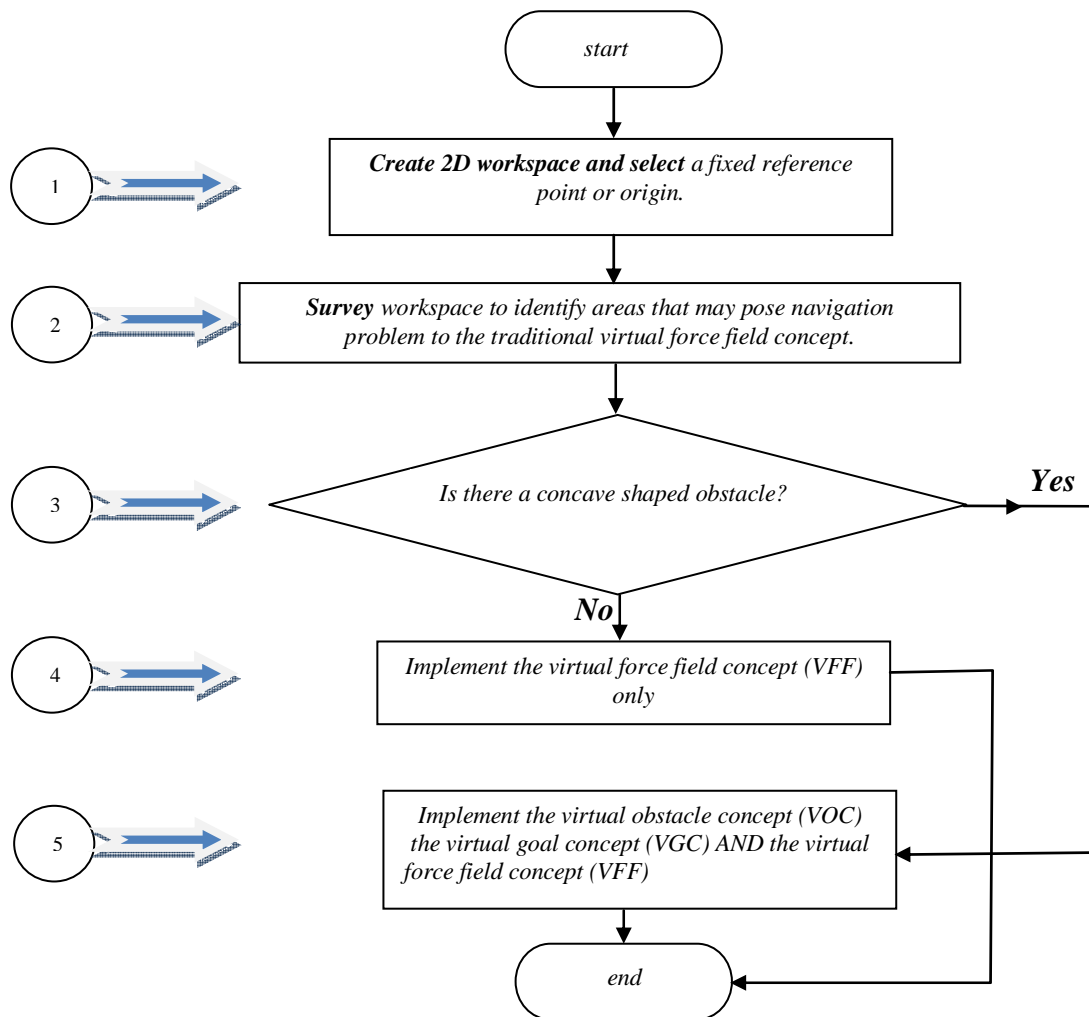 start
1
Create 2D workspace and select a fixed reference
point or origin.
2
Survey workspace to identify areas that may pose navigation
problem to the traditional virtual force field concept.
3
Is there a concave shaped obstacle?
Yes
No
4
Implement the virtual force field concept (VFF)
only
5
Implement the virtual obstacle concept (VOC)
the virtual goal concept (VGC) AND the virtual
force field concept (VFF)
end